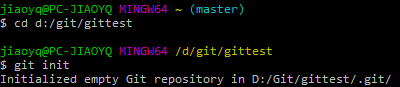 jiaoyq@PC-JIAOYQ MINGW64 ~ (master)
$ cd d:/git/gittest
jiaoyq@PC-JIAOYQ MINGW64 /d/git/gittest
$ git init
Initialized empty Git repository in D:/Git/gittest/.git/